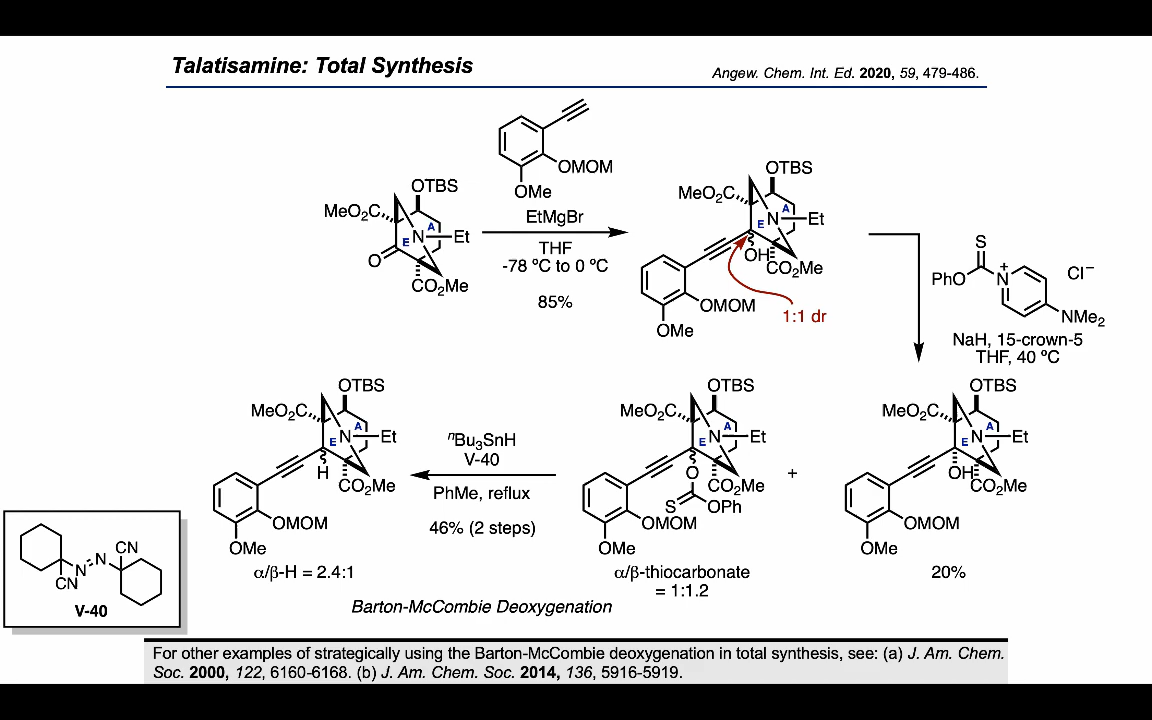 Talatisamine: Total Synthesis
Angew. Chem. Int. Ed. 2020, 59, 479-486.
OMOM
OMe
OTBS
MeO₂C
A
E
N
Et
O
CO₂Me
EtMgBr
THF
-78 ºC to 0 ºC
85%
OTBS
MeO₂C
A
E
N
Et
OH
CO₂Me
OMOM
OMe
1:1 dr
S
PhO
N⁺
Cl⁻
NMe₂
NaH, 15-crown-5
THF, 40 ºC
OTBS
MeO₂C
A
E
N
Et
H
CO₂Me
OMOM
OMe
α/β-H = 2.4:1
ⁿBu₃SnH
V-40
PhMe, reflux
46% (2 steps)
Barton-McCombie Deoxygenation
OTBS
MeO₂C
A
E
N
Et
O
CO₂Me
S
OPh
OMOM
OMe
α/β-thiocarbonate
= 1:1.2
+
OTBS
MeO₂C
A
E
N
Et
OH
CO₂Me
OMOM
OMe
20%
CN
N
N
CN
V-40
For other examples of strategically using the Barton-McCombie deoxygenation in total synthesis, see: (a) J. Am. Chem.
Soc. 2000, 122, 6160-6168. (b) J. Am. Chem. Soc. 2014, 136, 5916-5919.